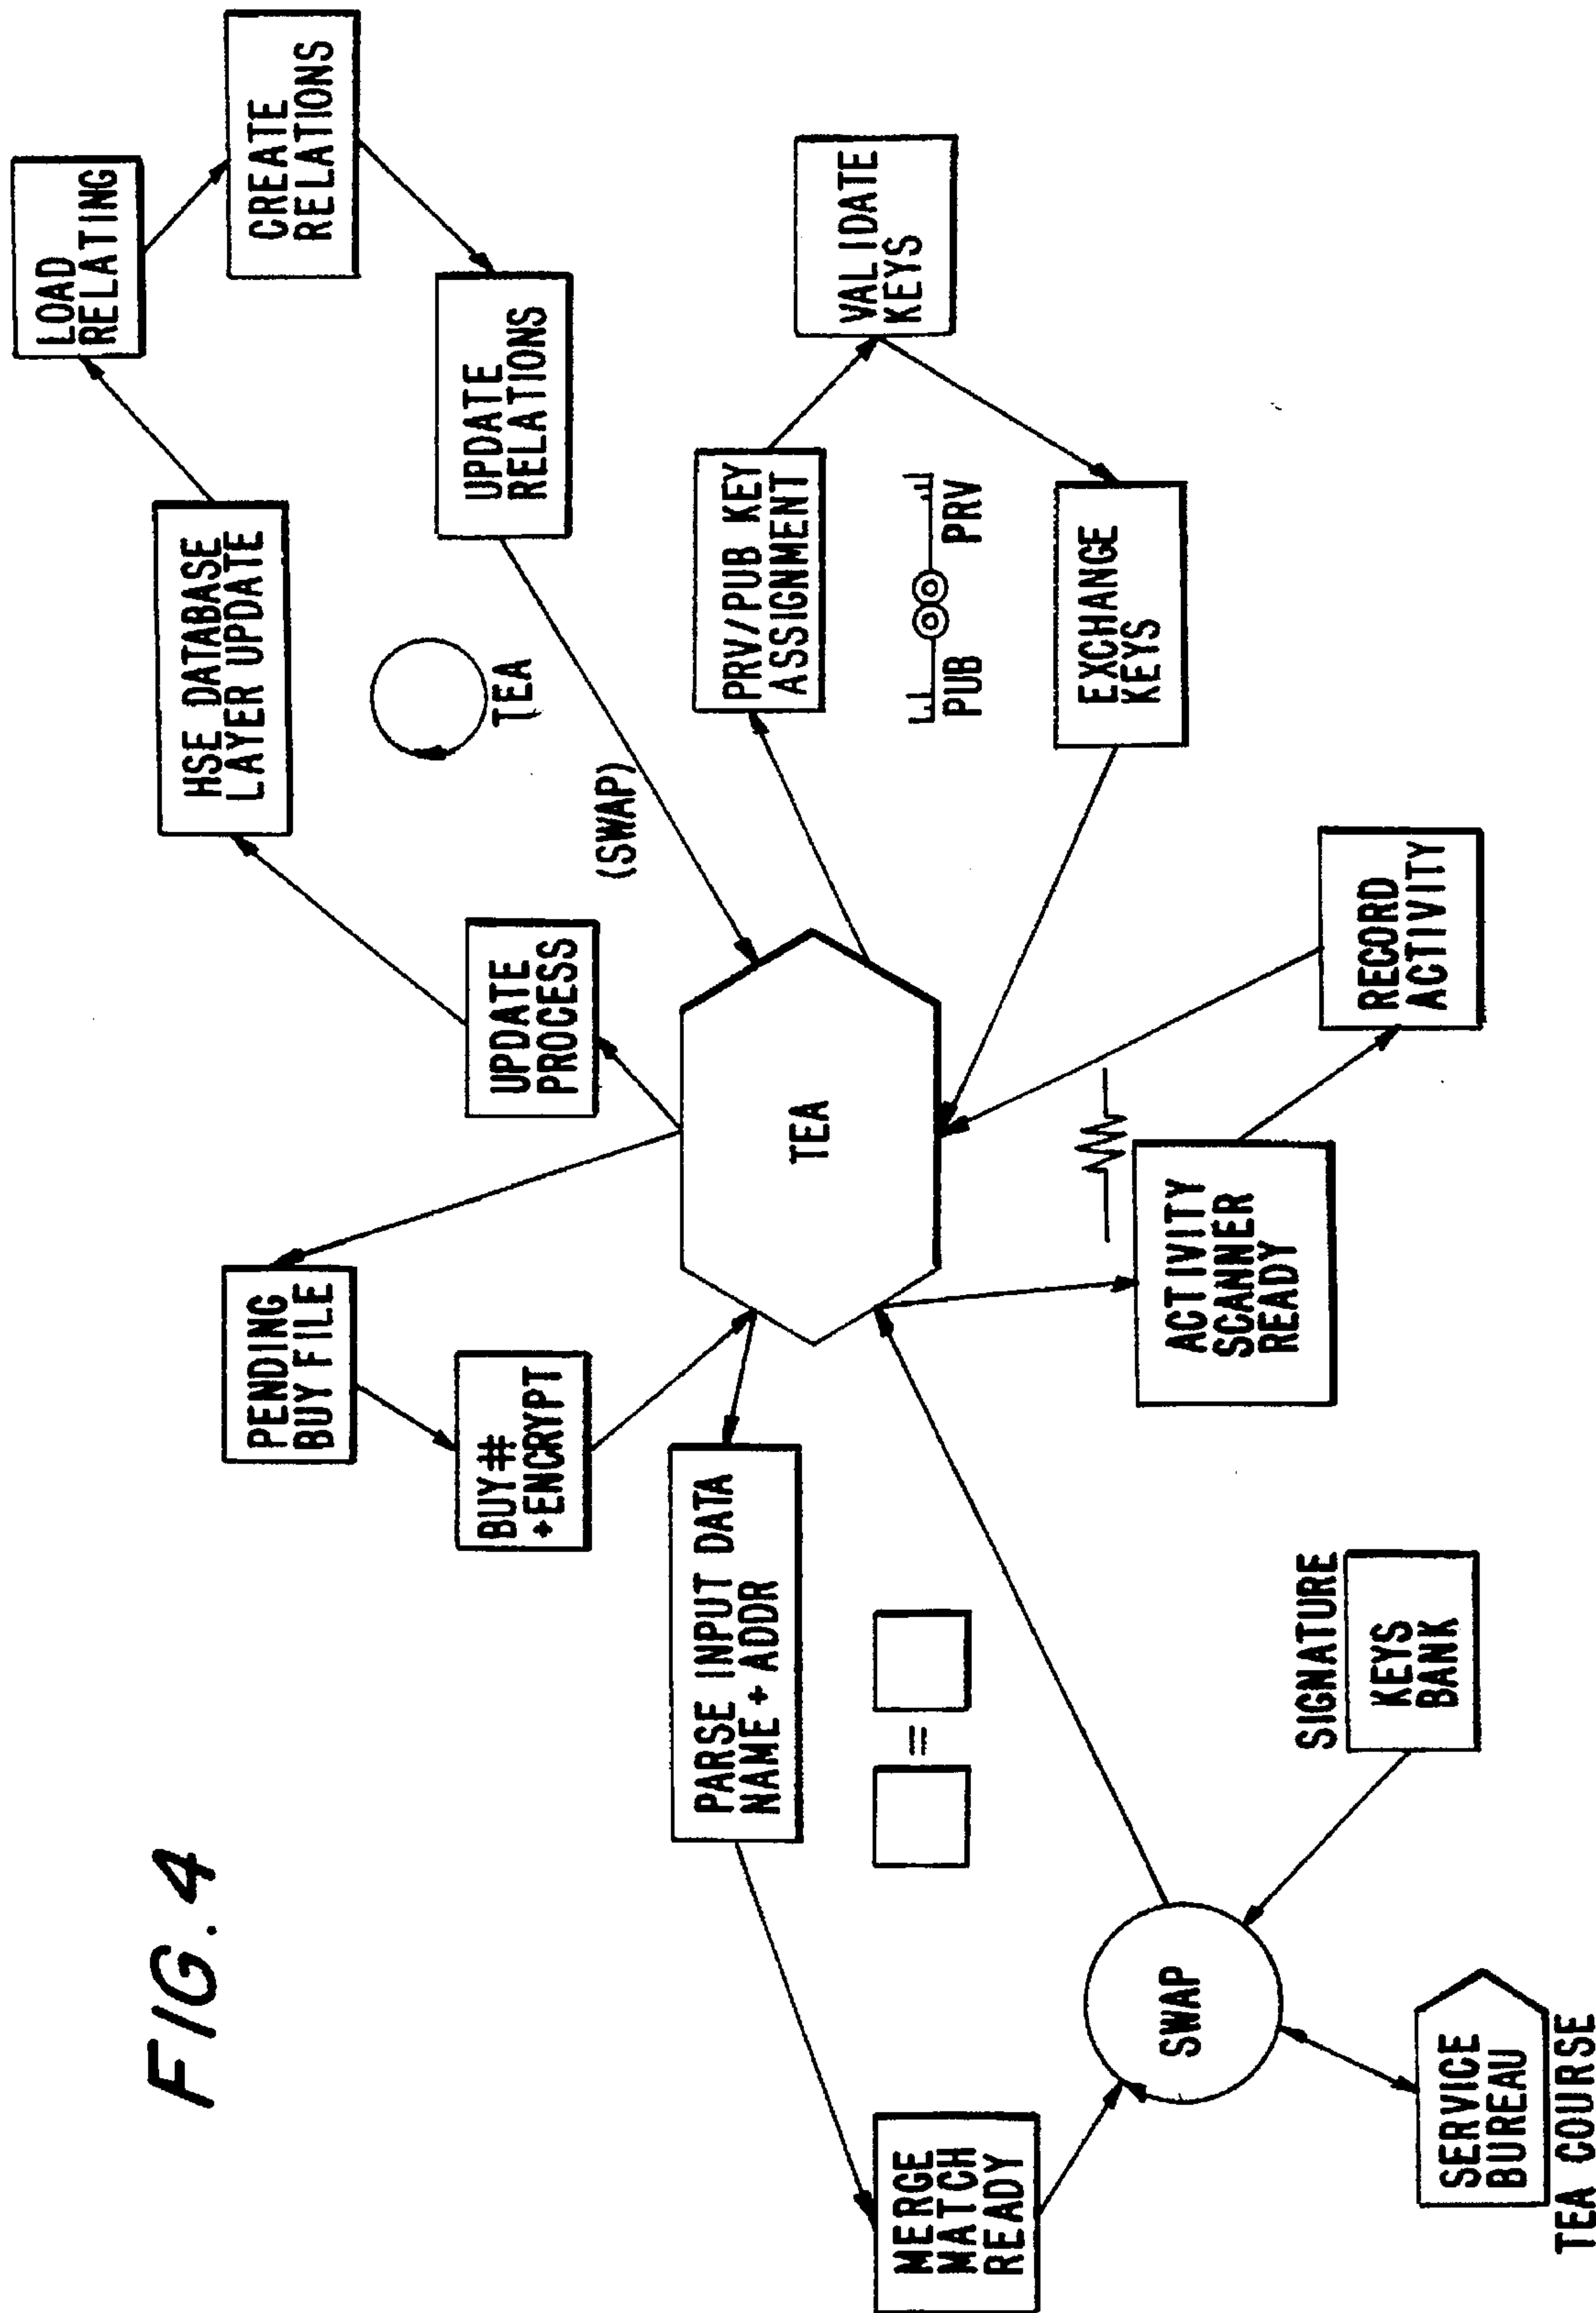 FIG. 4
LOAD
RELATING
HSE DATABASE
LAYER UPDATE
CREATE
RELATIONS
PENDING
BUY FILE
UPDATE
PROCESS
TEA
UPDATE
RELATIONS
BUY#
+ENCRYPT
(SWAP)
PARSE INPUT DATA
NAME + ADDR
TEA
PRV/PUB KEY
ASSIGNMENT
VALIDATE
KEYS
=
PUB
PRV
MERGE
MATCH
READY
EXCHANGE
KEYS
SWAP
ACTIVITY
SCANNER
READY
SIGNATURE
KEYS
BANK
RECORD
ACTIVITY
SERVICE
BUREAU
TEA COURSE